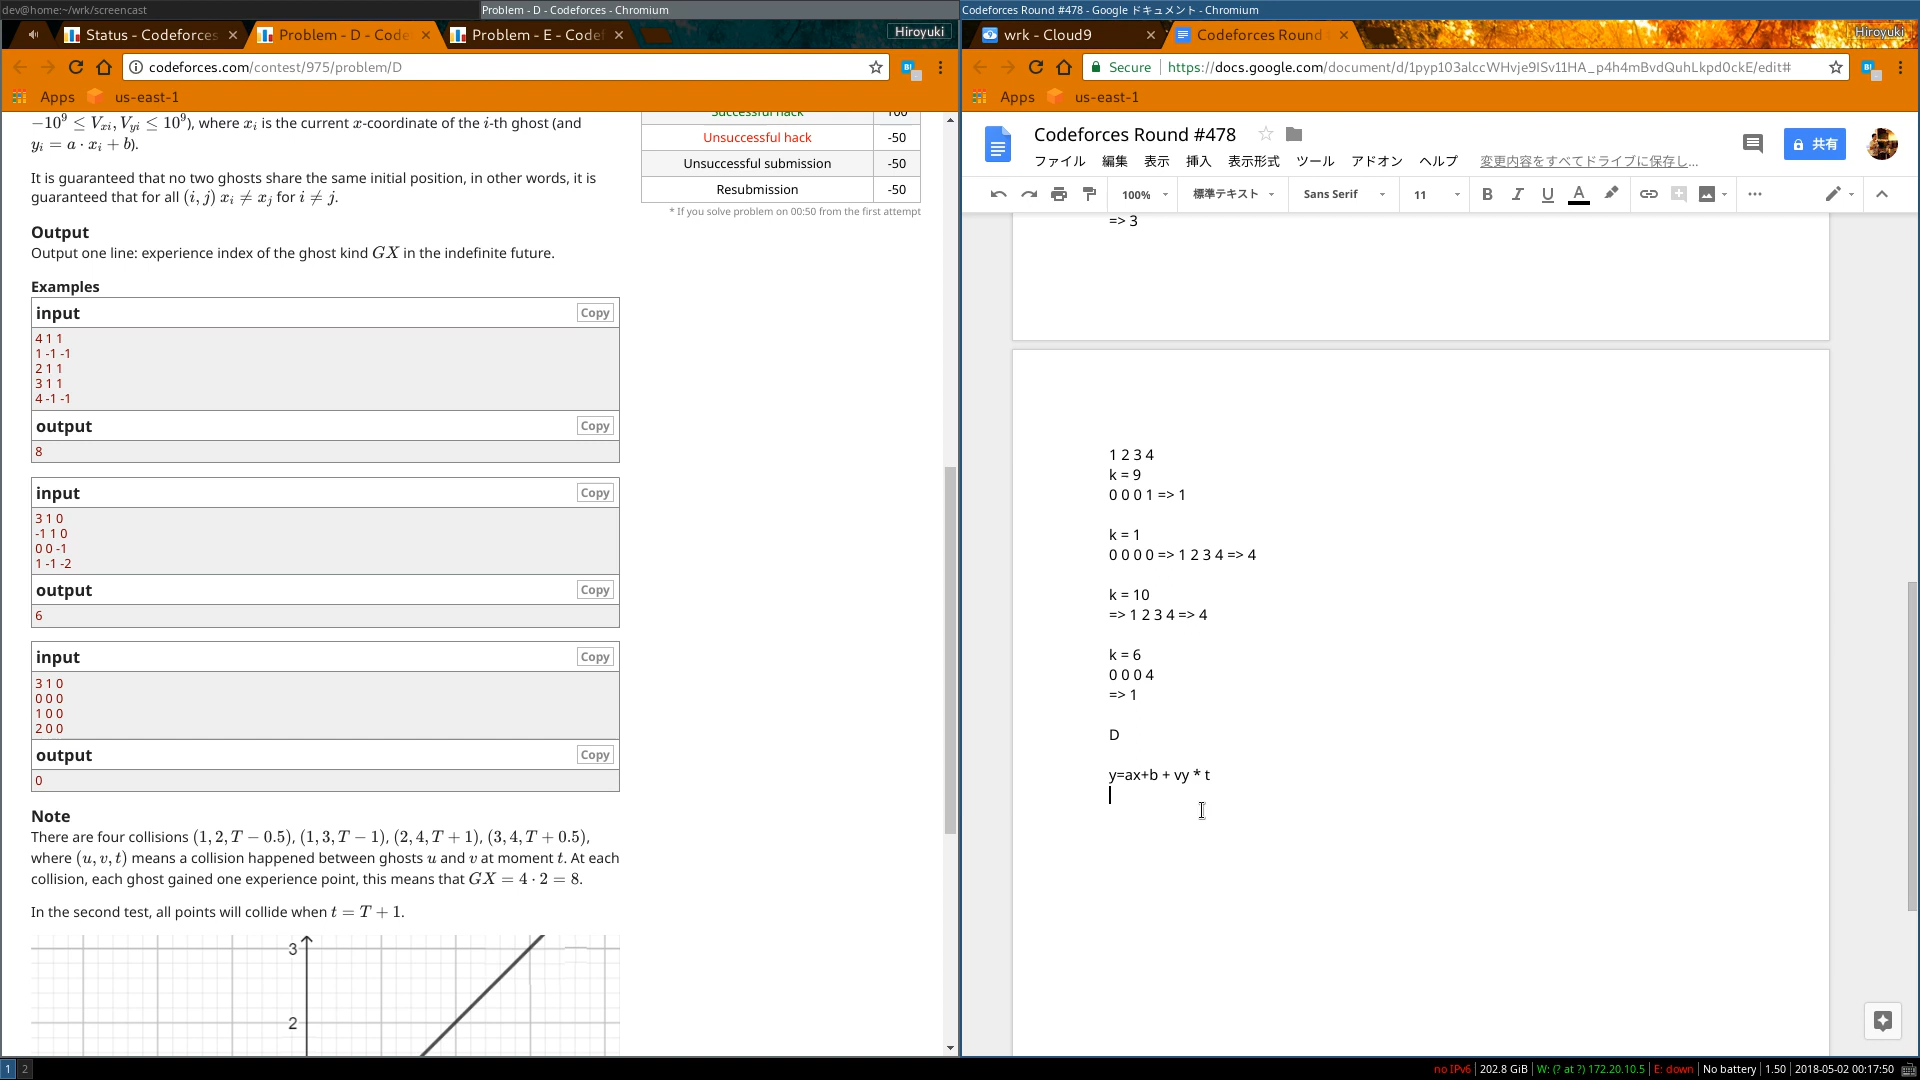 dev@home:~/wrk/screencast
Problem - D - Codeforces - Chromium
Codeforces Round #478 - Google ドキュメント - Chromium
Status - Codeforces
Problem - D - Code
Problem - E - Codef
Hiroyuki
wrk - Cloud9
Codeforces Round
Hiroyuki
codeforces.com/contest/975/problem/D
Secure
https://docs.google.com/document/d/1pyp103alccWHvje9ISv11HA_p4h4mBvdQuhLkpd0ckE/edit#
Apps
us-east-1
Apps
us-east-1
−10⁹ ≤ Vxi, Vyi ≤ 10⁹), where xi is the current x-coordinate of the i-th ghost (and
yi = a · xi + b).
It is guaranteed that no two ghosts share the same initial position, in other words, it is
guaranteed that for all (i, j) xi ≠ xj for i ≠ j.
Output
Output one line: experience index of the ghost kind GX in the indefinite future.
Examples
input
Copy
4 1 1
1 -1 -1
2 1 1
3 1 1
4 -1 -1
output
Copy
8
input
Copy
3 1 0
-1 1 0
0 0 -1
1 -1 -2
output
Copy
6
input
Copy
3 1 0
0 0 0
1 0 0
2 0 0
output
Copy
0
Note
There are four collisions (1, 2, T − 0.5), (1, 3, T − 1), (2, 4, T + 1), (3, 4, T + 0.5),
where (u, v, t) means a collision happened between ghosts u and v at moment t. At each
collision, each ghost gained one experience point, this means that GX = 4 · 2 = 8.
In the second test, all points will collide when t = T + 1.
3
2
Successful hack 100
Unsuccessful hack -50
Unsuccessful submission -50
Resubmission -50
* If you solve problem on 00:50 from the first attempt
Codeforces Round #478
ファイル 編集 表示 挿入 表示形式 ツール アドオン ヘルプ 変更内容をすべてドライブに保存し...
共有
100% 標準テキスト Sans Serif 11 B I U A
=> 3
1 2 3 4
k = 9
0 0 0 1 => 1
k = 1
0 0 0 0 => 1 2 3 4 => 4
k = 10
=> 1 2 3 4 => 4
k = 6
0 0 0 4
=> 1
D
y=ax+b + vy * t
1 2
no IPv6 202.8 GiB W: (? at ?) 172.20.10.5 E: down No battery 1.50 2018-05-02 00:17:50